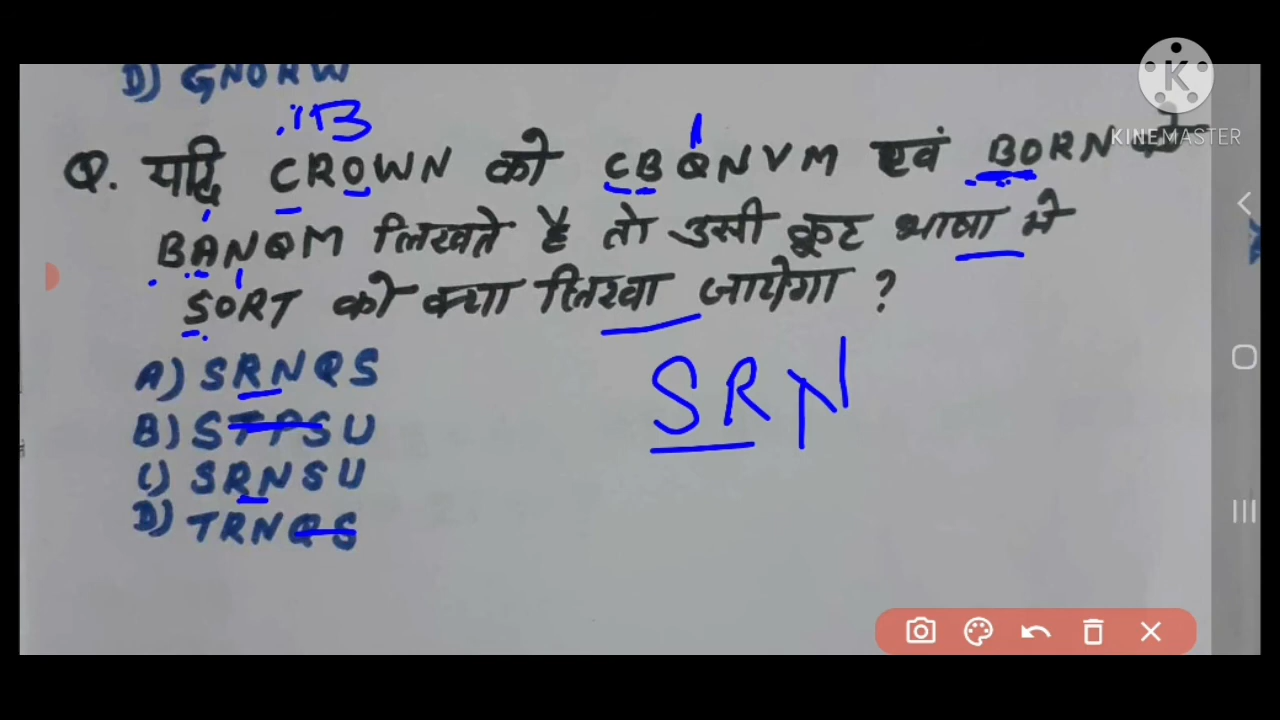 D) GNORW
Q. यदि CROWN को CBQNVM एवं BORN को
BANQM लिखते हैं तो उसी कूट भाषा में
SORT को क्या लिखा जायेगा ?
A) SRNQS
B) STPSU
C) SRNSU
D) TRNQS
SRN
KINEMASTER